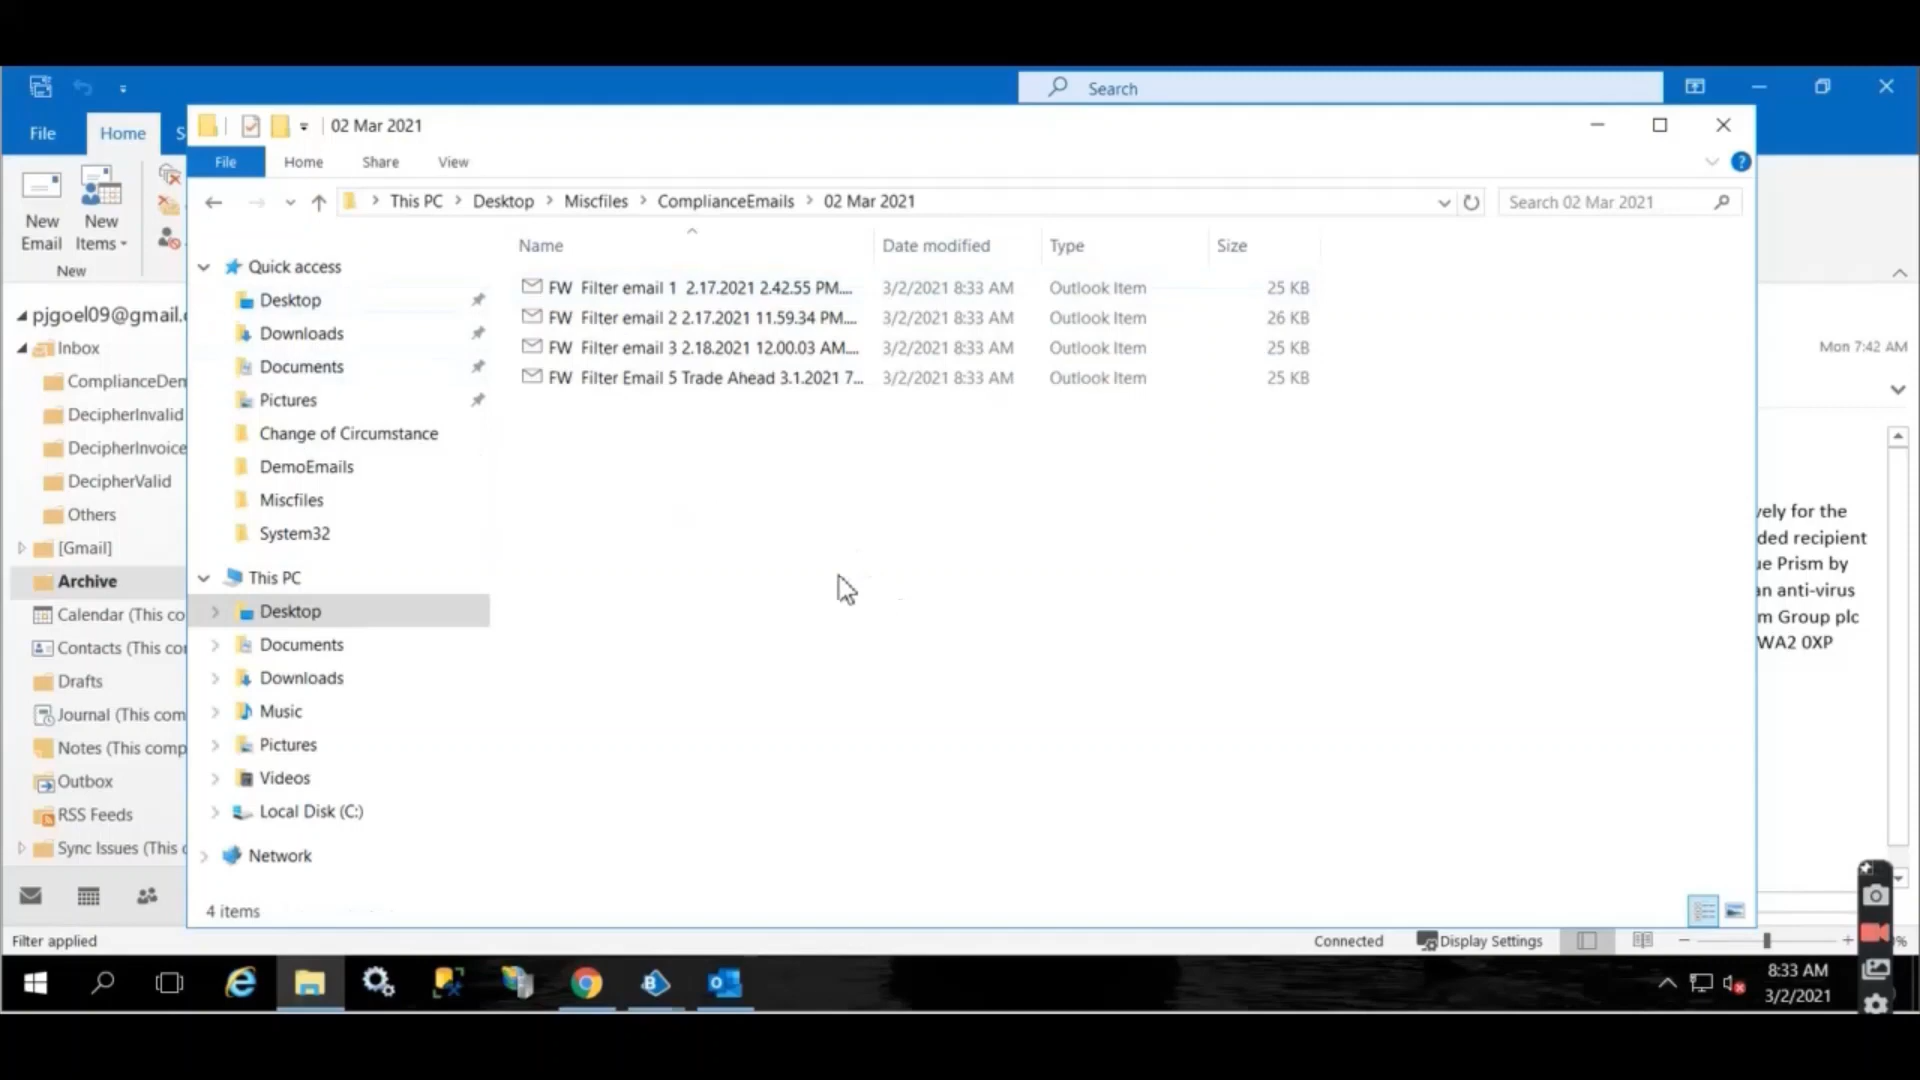 Search
File
Home
02 Mar 2021
File
Home
Share
View
New Email
New Items
New
This PC
Desktop
Miscfiles
ComplianceEmails
02 Mar 2021
Search 02 Mar 2021
Name
Date modified
Type
Size
FW Filter email 1 2.17.2021 2.42.55 PM.... 3/2/2021 8:33 AM Outlook Item 25 KB
FW Filter email 2 2.17.2021 11.59.34 PM.... 3/2/2021 8:33 AM Outlook Item 26 KB
FW Filter email 3 2.18.2021 12.00.03 AM.... 3/2/2021 8:33 AM Outlook Item 25 KB
FW Filter Email 5 Trade Ahead 3.1.2021 7... 3/2/2021 8:33 AM Outlook Item 25 KB
Quick access
Desktop
Downloads
Documents
Pictures
Change of Circumstance
DemoEmails
Miscfiles
System32
This PC
Desktop
Documents
Downloads
Music
Pictures
Videos
Local Disk (C:)
Network
4 items
pjgoel09@gmail.
Inbox
ComplianceDem
DecipherInvalid
DecipherInvoice
DecipherValid
Others
[Gmail]
Archive
Calendar (This co
Contacts (This co
Drafts
Journal (This com
Notes (This comp
Outbox
RSS Feeds
Sync Issues (This
Mon 7:42 AM
vely for the
ded recipient
ue Prism by
an anti-virus
m Group plc
WA2 0XP
Filter applied
Connected
Display Settings
8:33 AM
3/2/2021